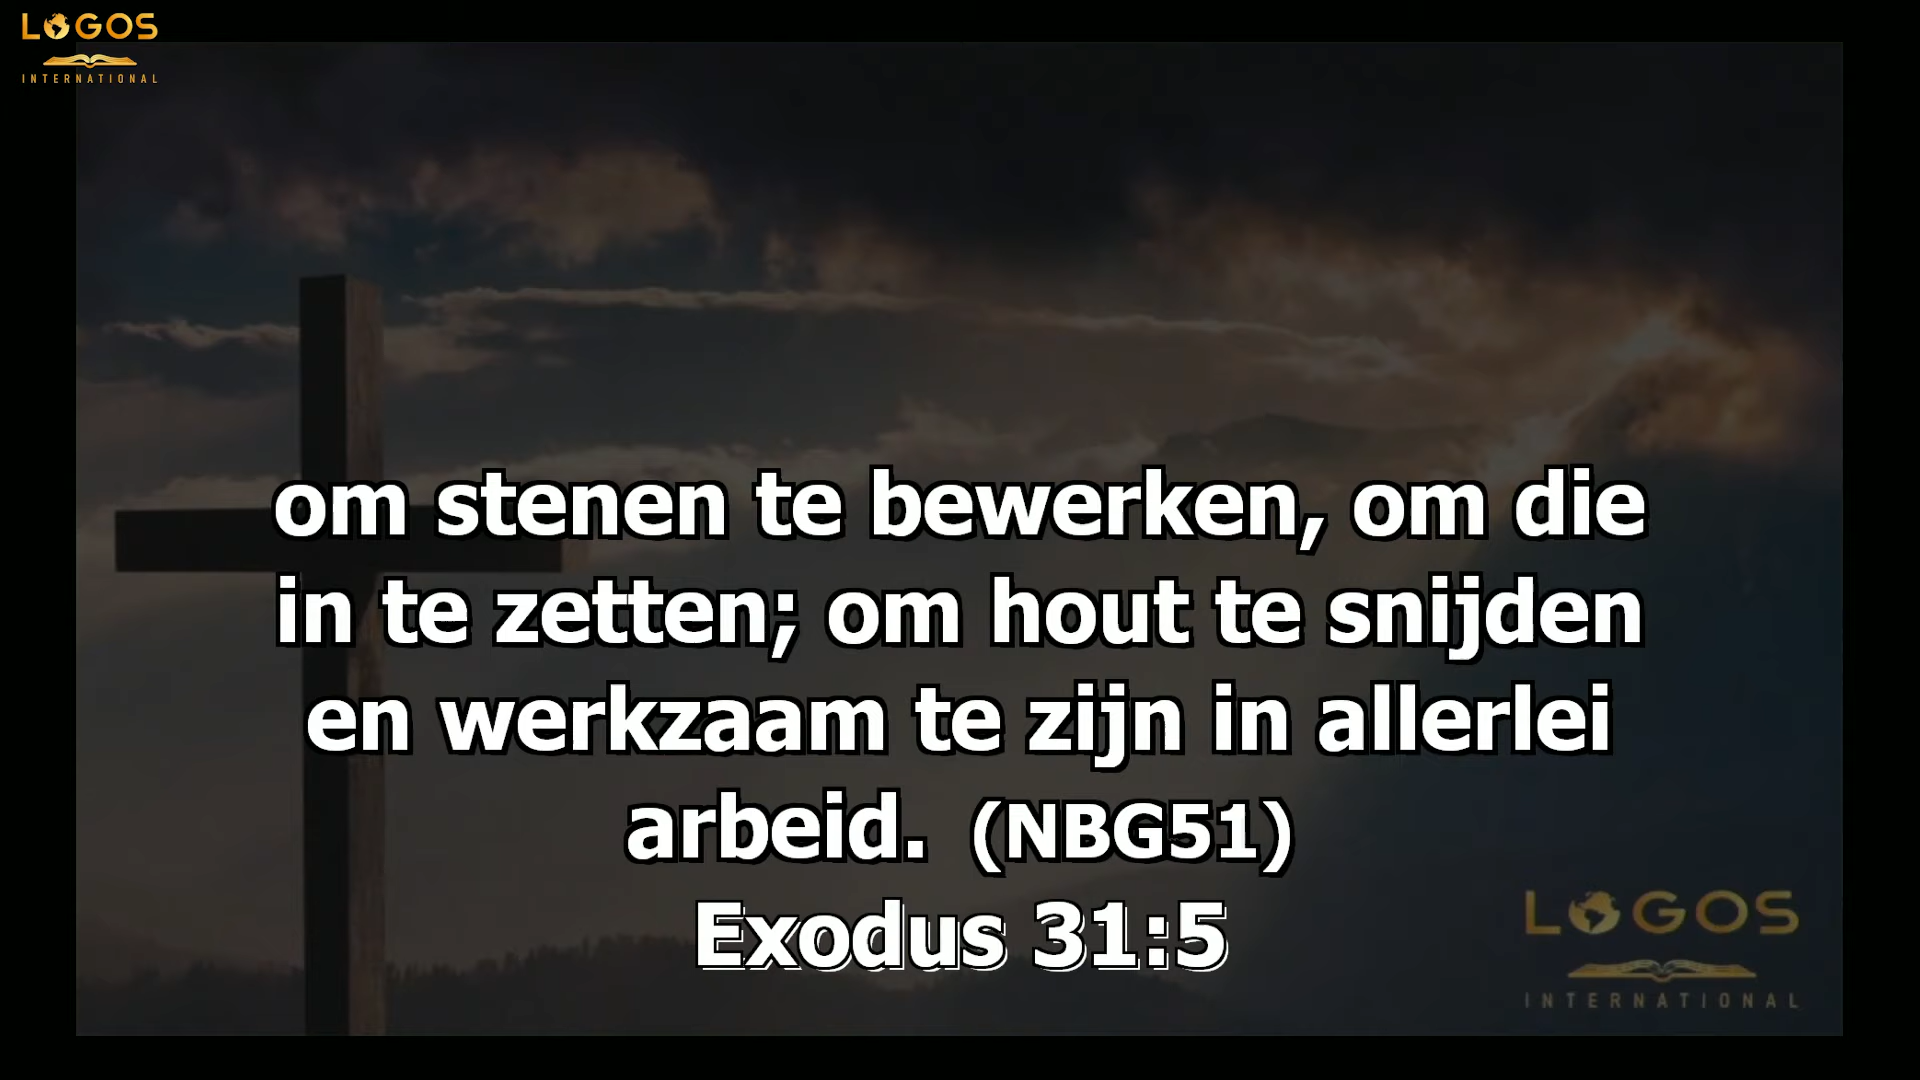 LOGOS
INTERNATIONAL
om stenen te bewerken, om die
in te zetten; om hout te snijden
en werkzaam te zijn in allerlei
arbeid. (NBG51)
Exodus 31:5
LOGOS
INTERNATIONAL